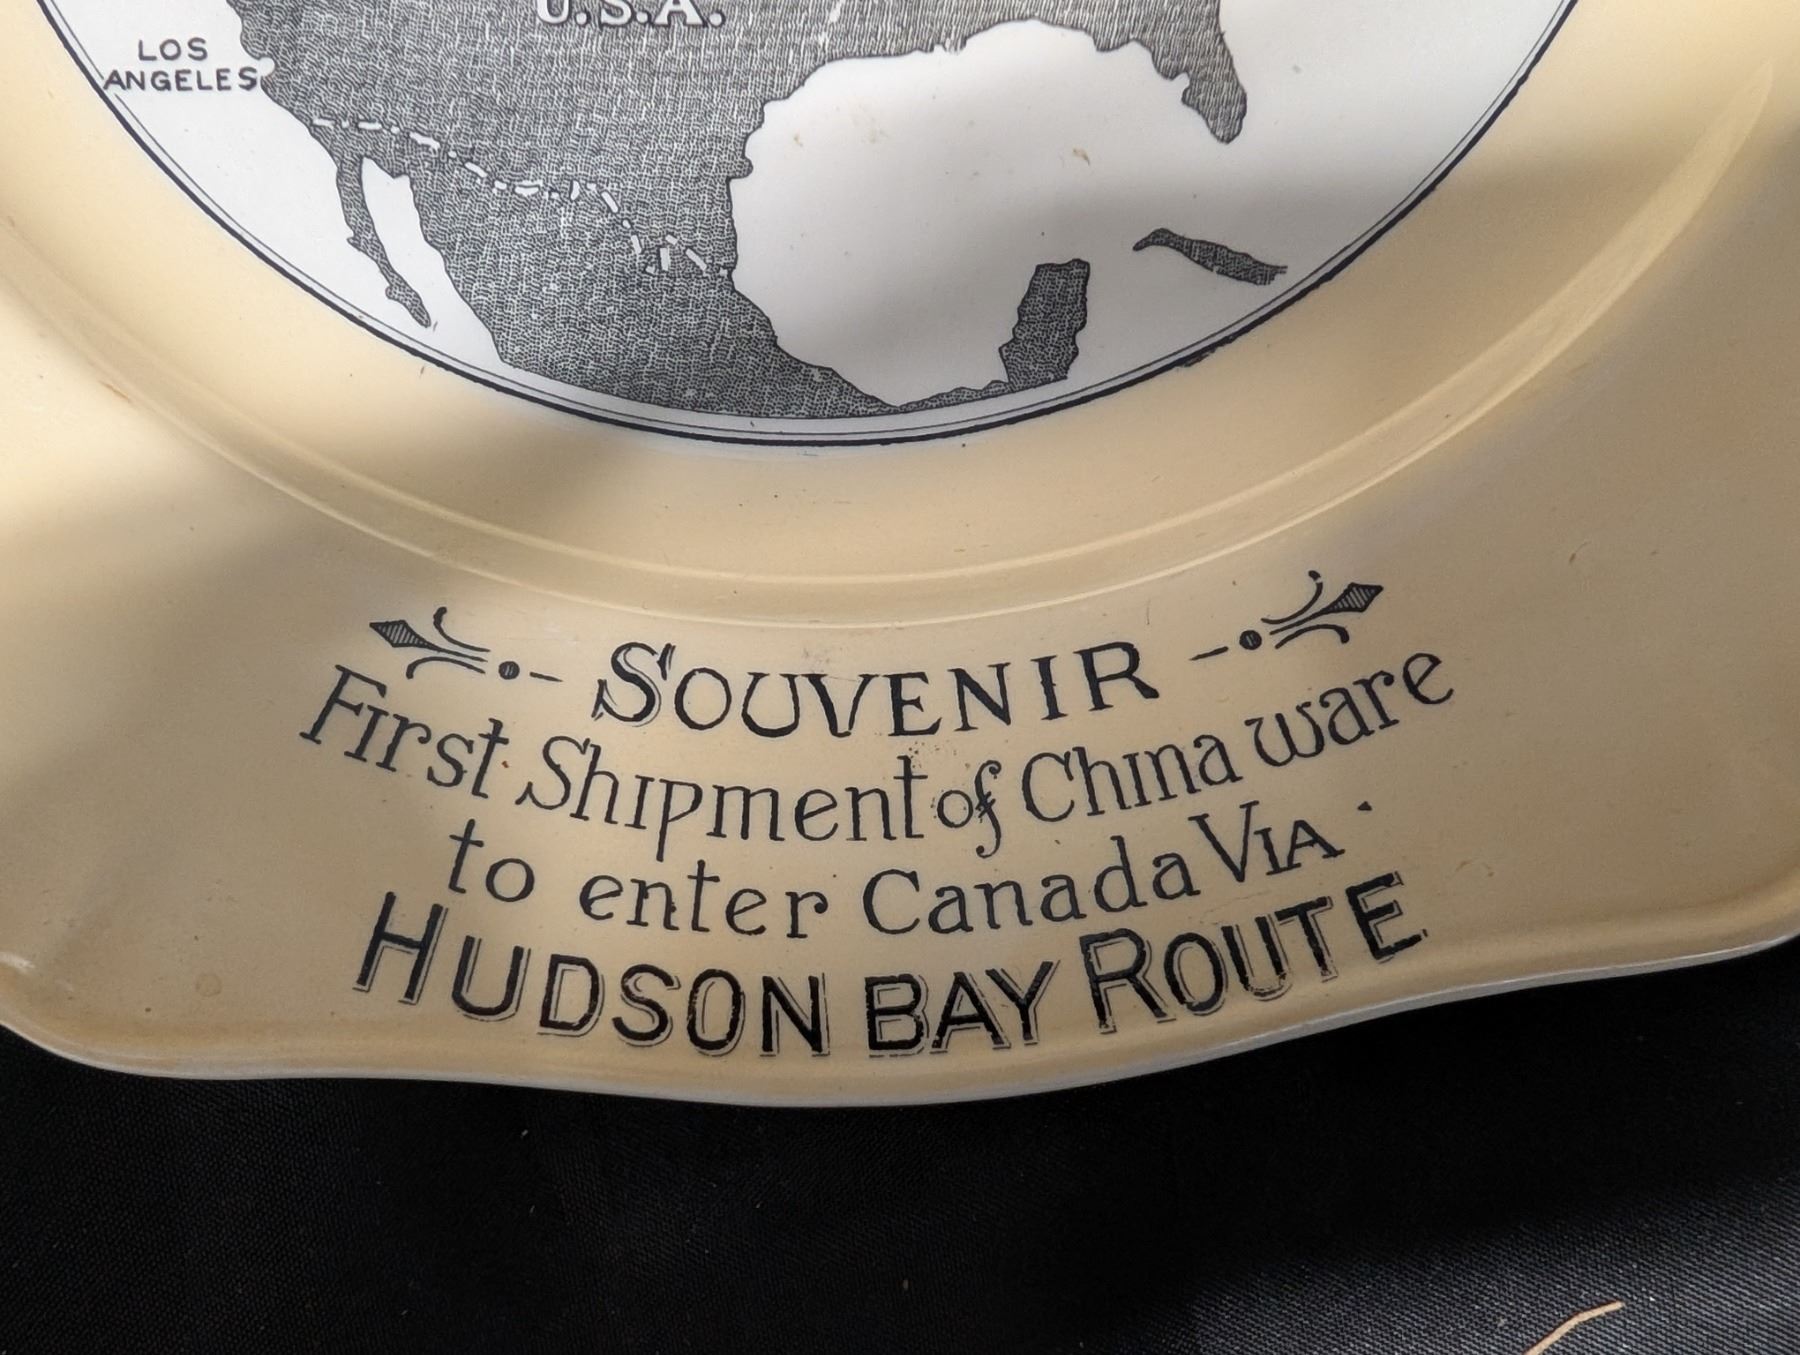 U.S.A.
LOS
ANGELES
SOUVENIR
First Shipment of China ware
to enter Canada VIA
HUDSON BAY ROUTE